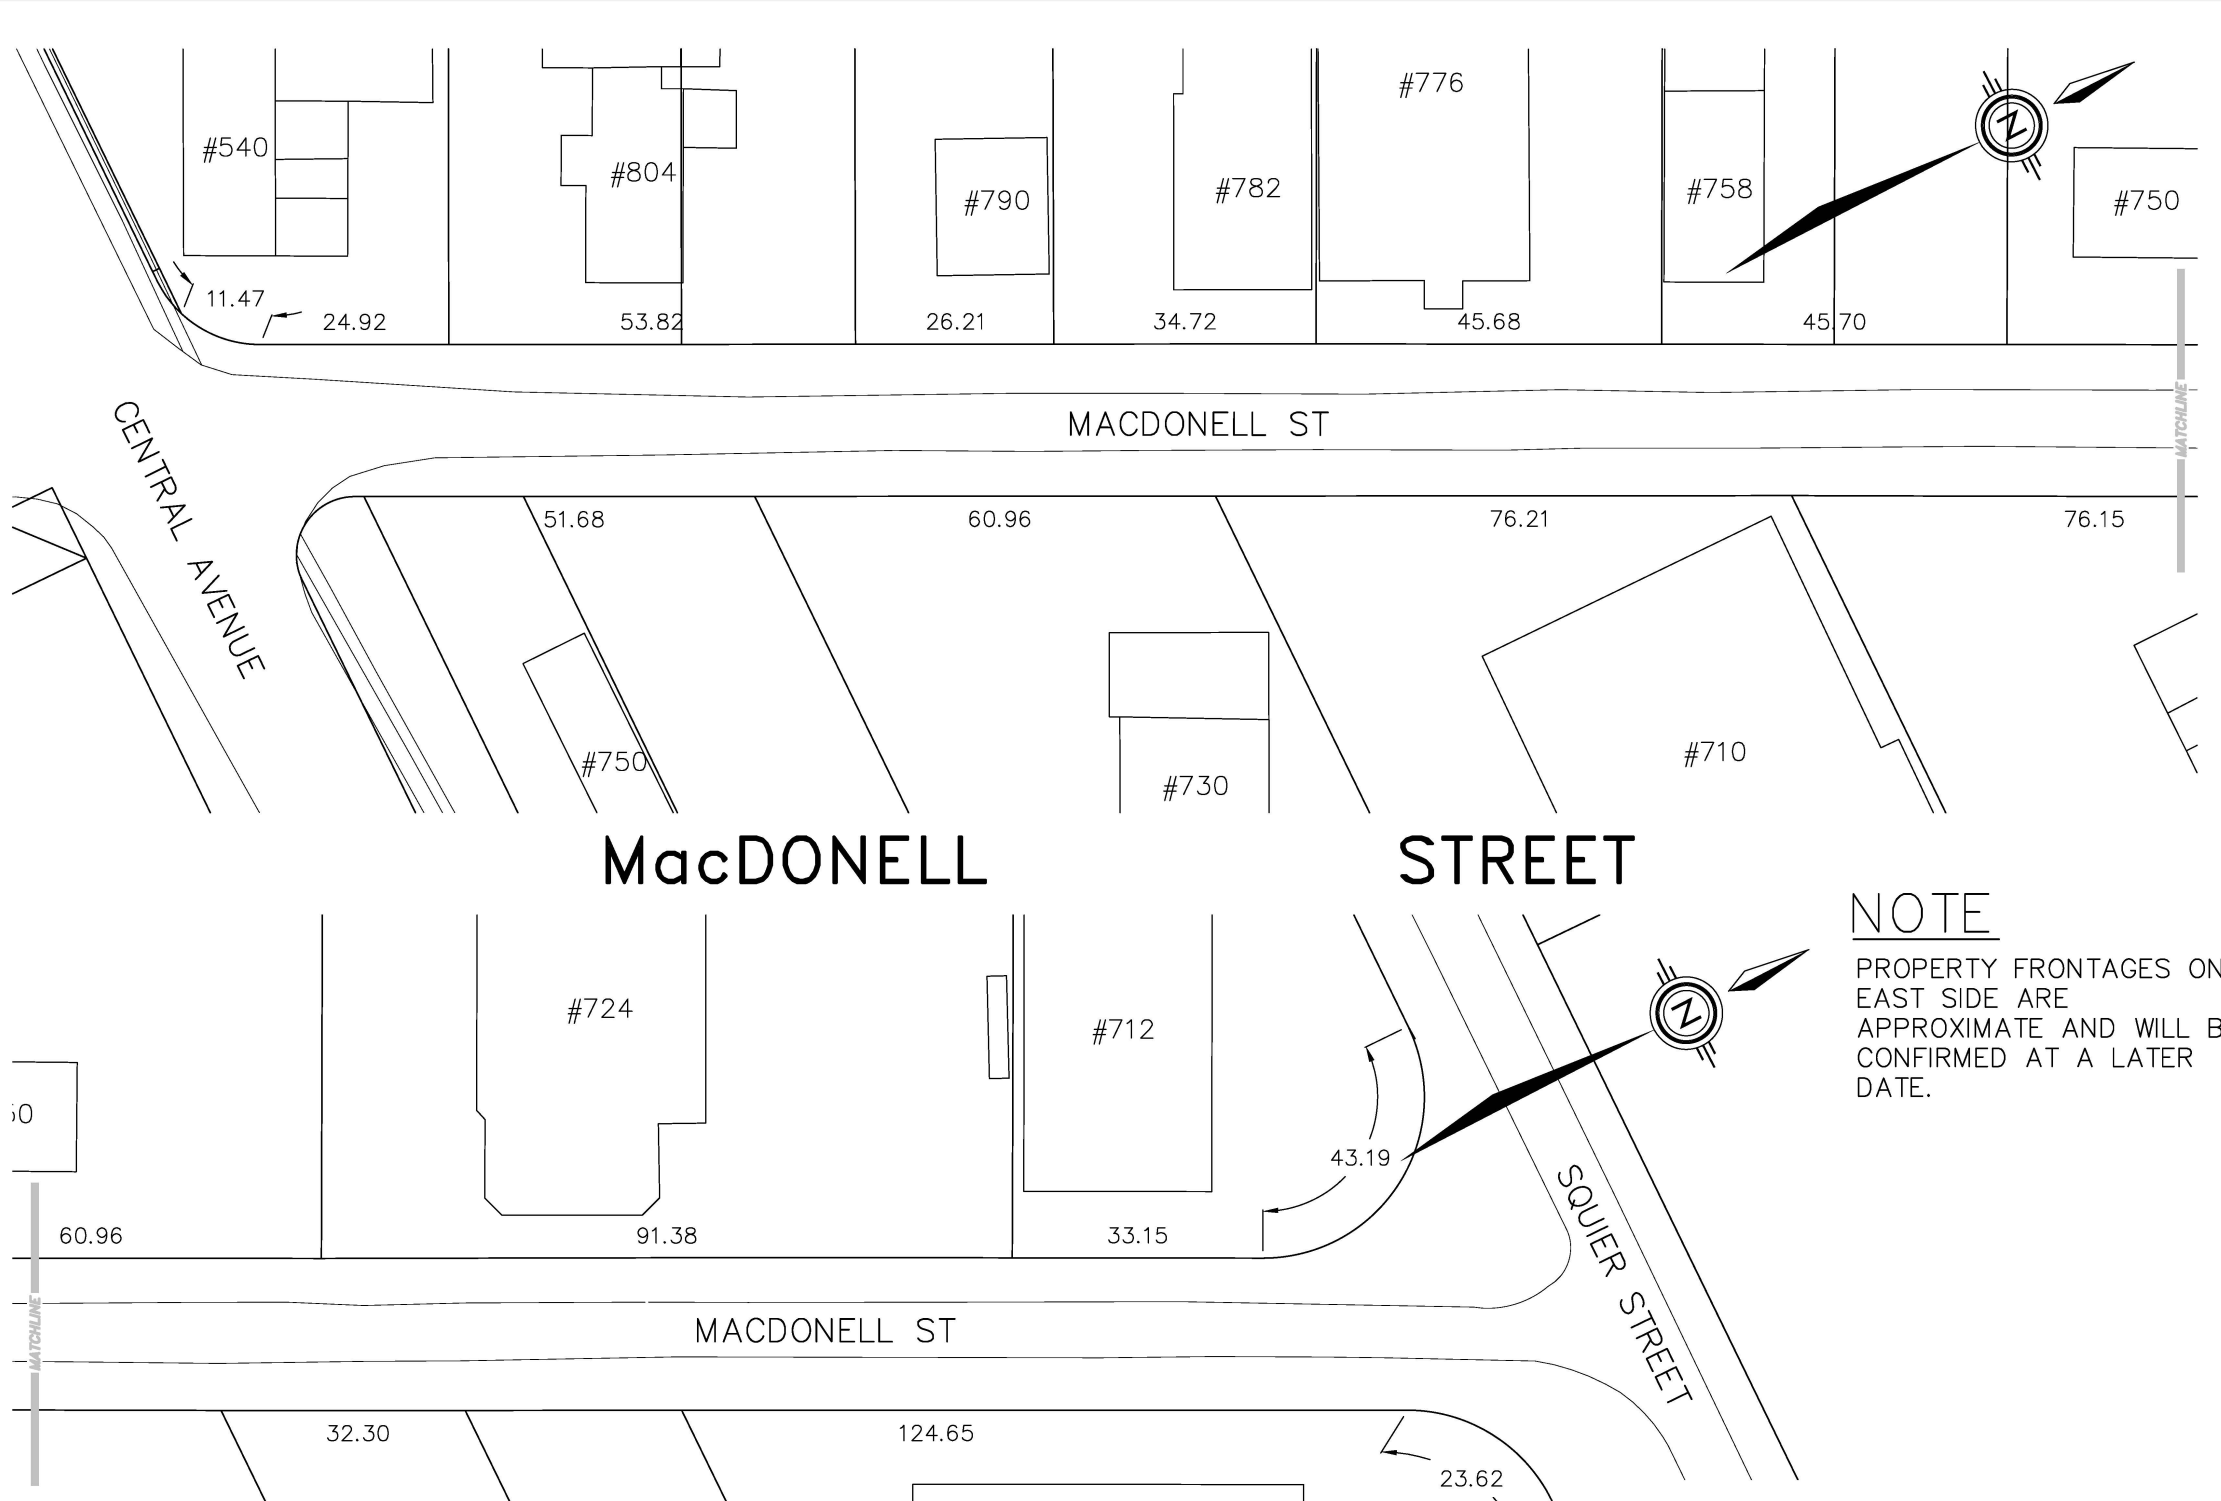 #776
#540
#804
#758
#782
#790
#750
N
11.47
24.92
53.82
26.21
34.72
45.68
45.70
MATCHLINE
MACDONELL ST
CENTRAL AVENUE
51.68
60.96
76.21
76.15
#750
#730
#710
MacDONELL STREET
NOTE
PROPERTY FRONTAGES ON
EAST SIDE ARE
APPROXIMATE AND WILL B
CONFIRMED AT A LATER
DATE.
N
#724
#712
50
43.19
60.96
91.38
33.15
SQUIER STREET
MATCHLINE
MACDONELL ST
32.30
124.65
23.62